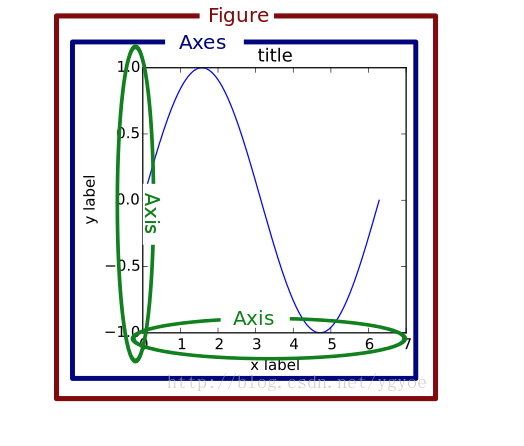 Figure
Axes
title
1.0
0.5
0.0
−0.5
−1.0
y label
Axis
Axis
0 1 2 3 4 5 6 7
x label
http://blog.csdn.net/ygyoe